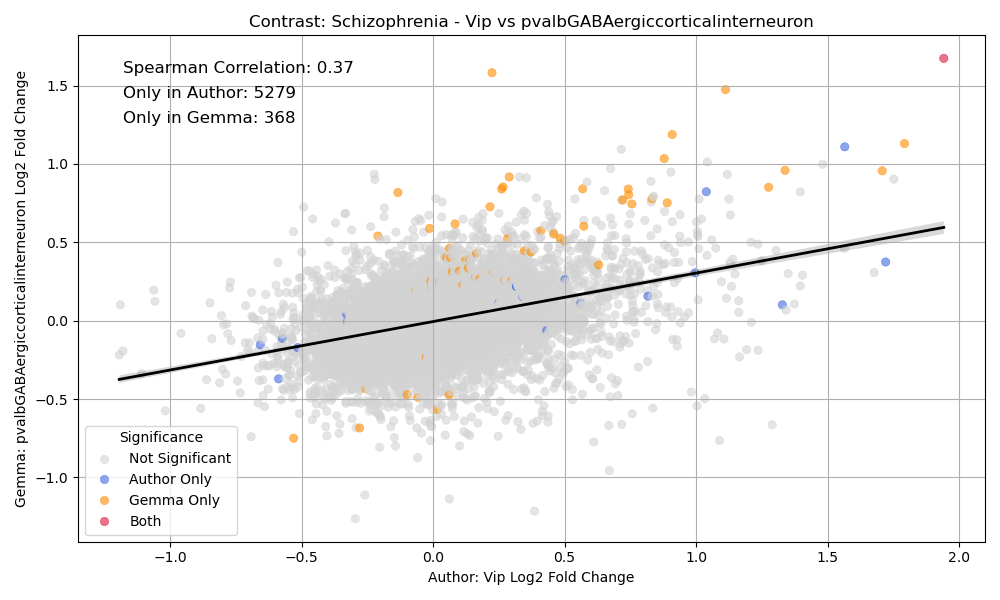 Contrast: Schizophrenia - Vip vs pvalbGABAergiccorticalinterneuron
Gemma: pvalbGABAergiccorticalinterneuron Log2 Fold Change
1.5
1.0
0.5
0.0
−0.5
−1.0
Spearman Correlation: 0.37
Only in Author: 5279
Only in Gemma: 368
Significance
Not Significant
Author Only
Gemma Only
Both
−1.0 −0.5 0.0 0.5 1.0 1.5 2.0
Author: Vip Log2 Fold Change